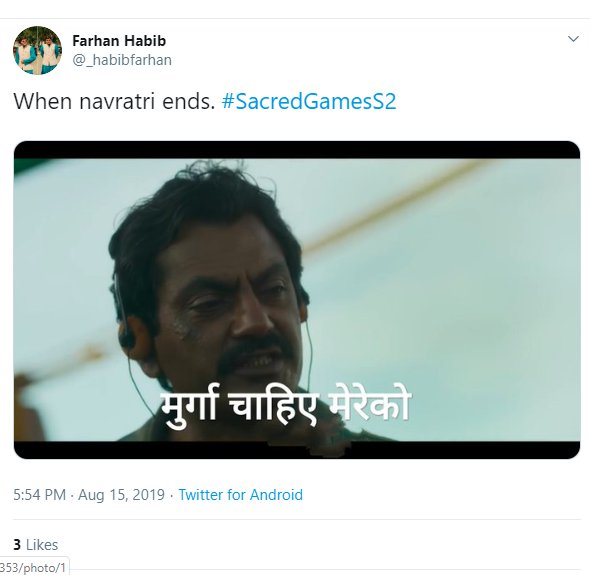 Farhan Habib
@_habibfarhan
When navratri ends. #SacredGamesS2
मुर्गा चाहिए मेरेको
5:54 PM · Aug 15, 2019 · Twitter for Android
3 Likes
353/photo/1